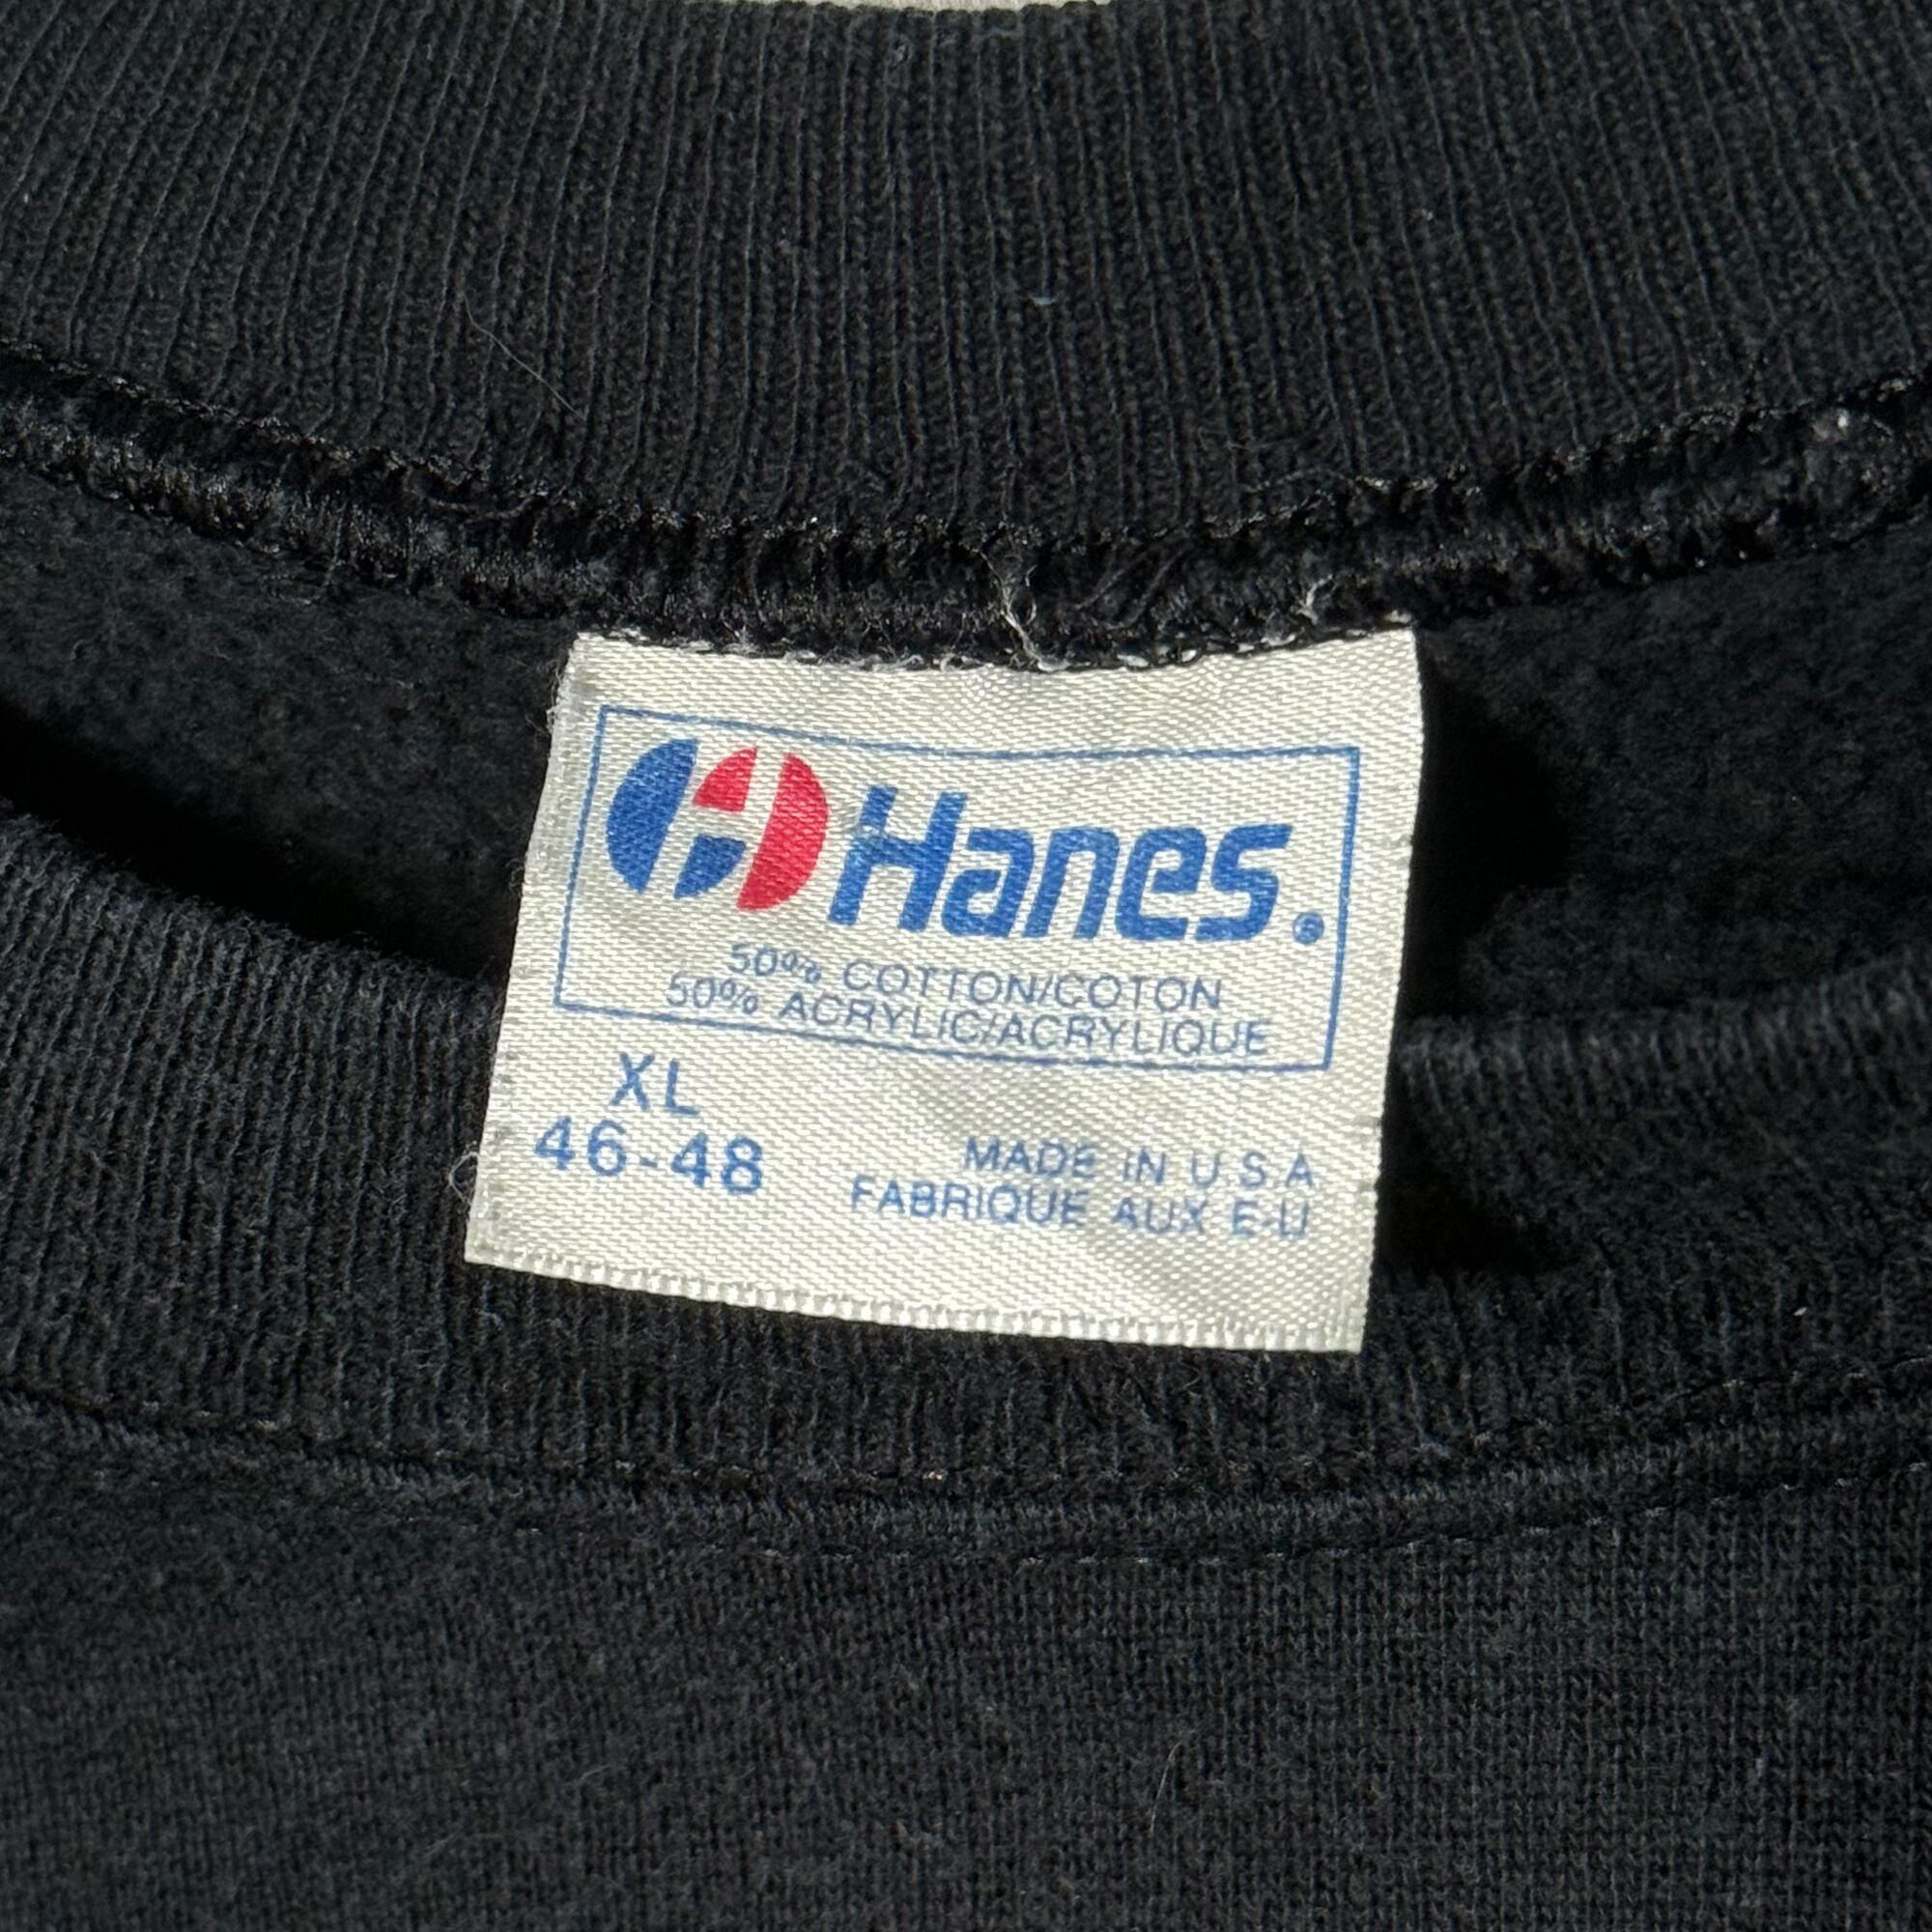 Hanes®
50% COTTON/COTON
50% ACRYLIC/ACRYLIQUE
XL
46-48
MADE IN U.S.A
FABRIQUE AUX E-U